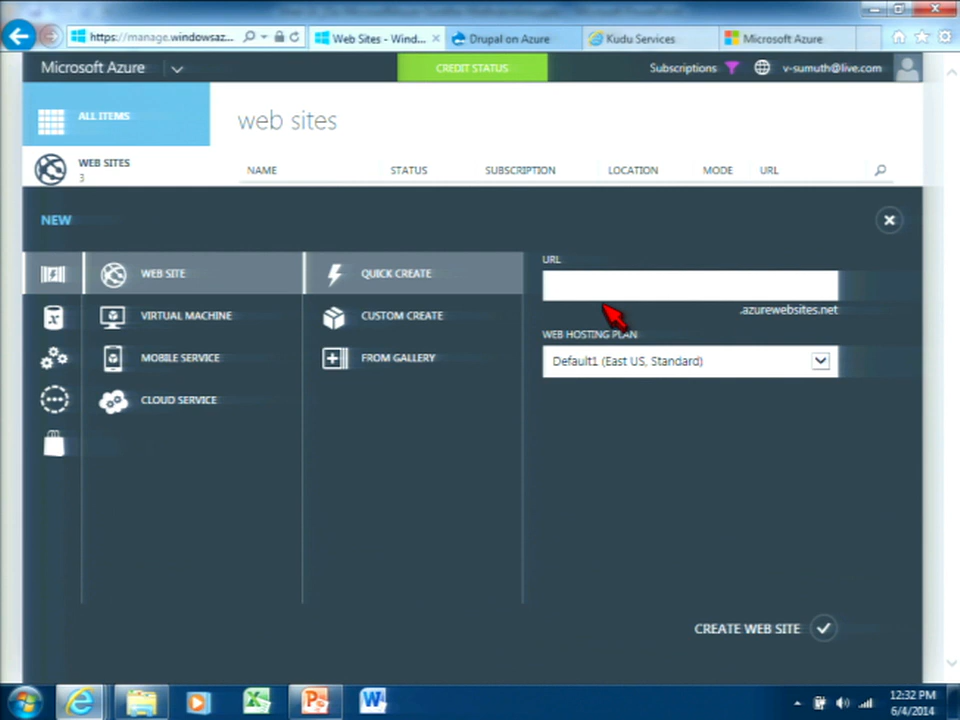 https://manage.windowsaz...
Web Sites - Wind...
Drupal on Azure
Kudu Services
Microsoft Azure
Microsoft Azure
CREDIT STATUS
Subscriptions
v-sumuth@live.com
ALL ITEMS
web sites
WEB SITES
3
NAME STATUS SUBSCRIPTION LOCATION MODE URL
NEW
WEB SITE
VIRTUAL MACHINE
MOBILE SERVICE
CLOUD SERVICE
QUICK CREATE
CUSTOM CREATE
FROM GALLERY
URL
.azurewebsites.net
WEB HOSTING PLAN
Default1 (East US, Standard)
CREATE WEB SITE
12:32 PM
6/4/2014